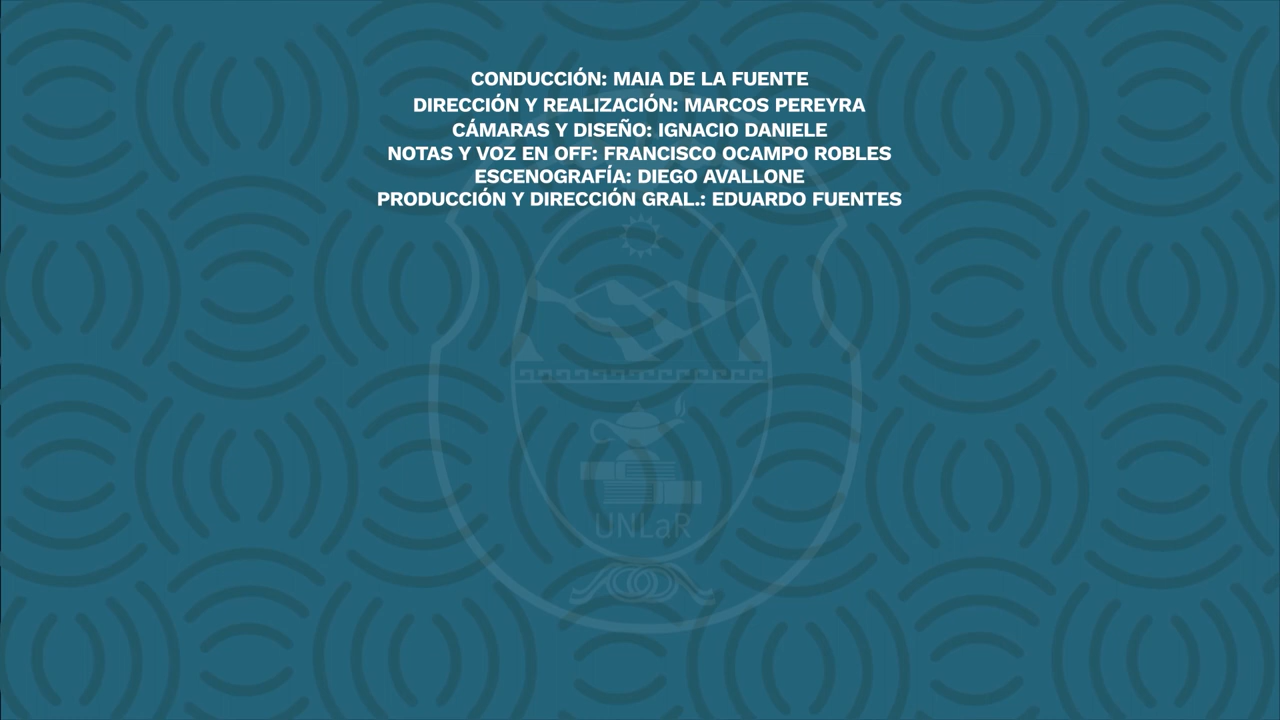 CONDUCCIÓN: MAIA DE LA FUENTE
DIRECCIÓN Y REALIZACIÓN: MARCOS PEREYRA
CÁMARAS Y DISEÑO: IGNACIO DANIELE
NOTAS Y VOZ EN OFF: FRANCISCO OCAMPO ROBLES
ESCENOGRAFÍA: DIEGO AVALLONE
PRODUCCIÓN Y DIRECCIÓN GRAL.: EDUARDO FUENTES
UNLaR